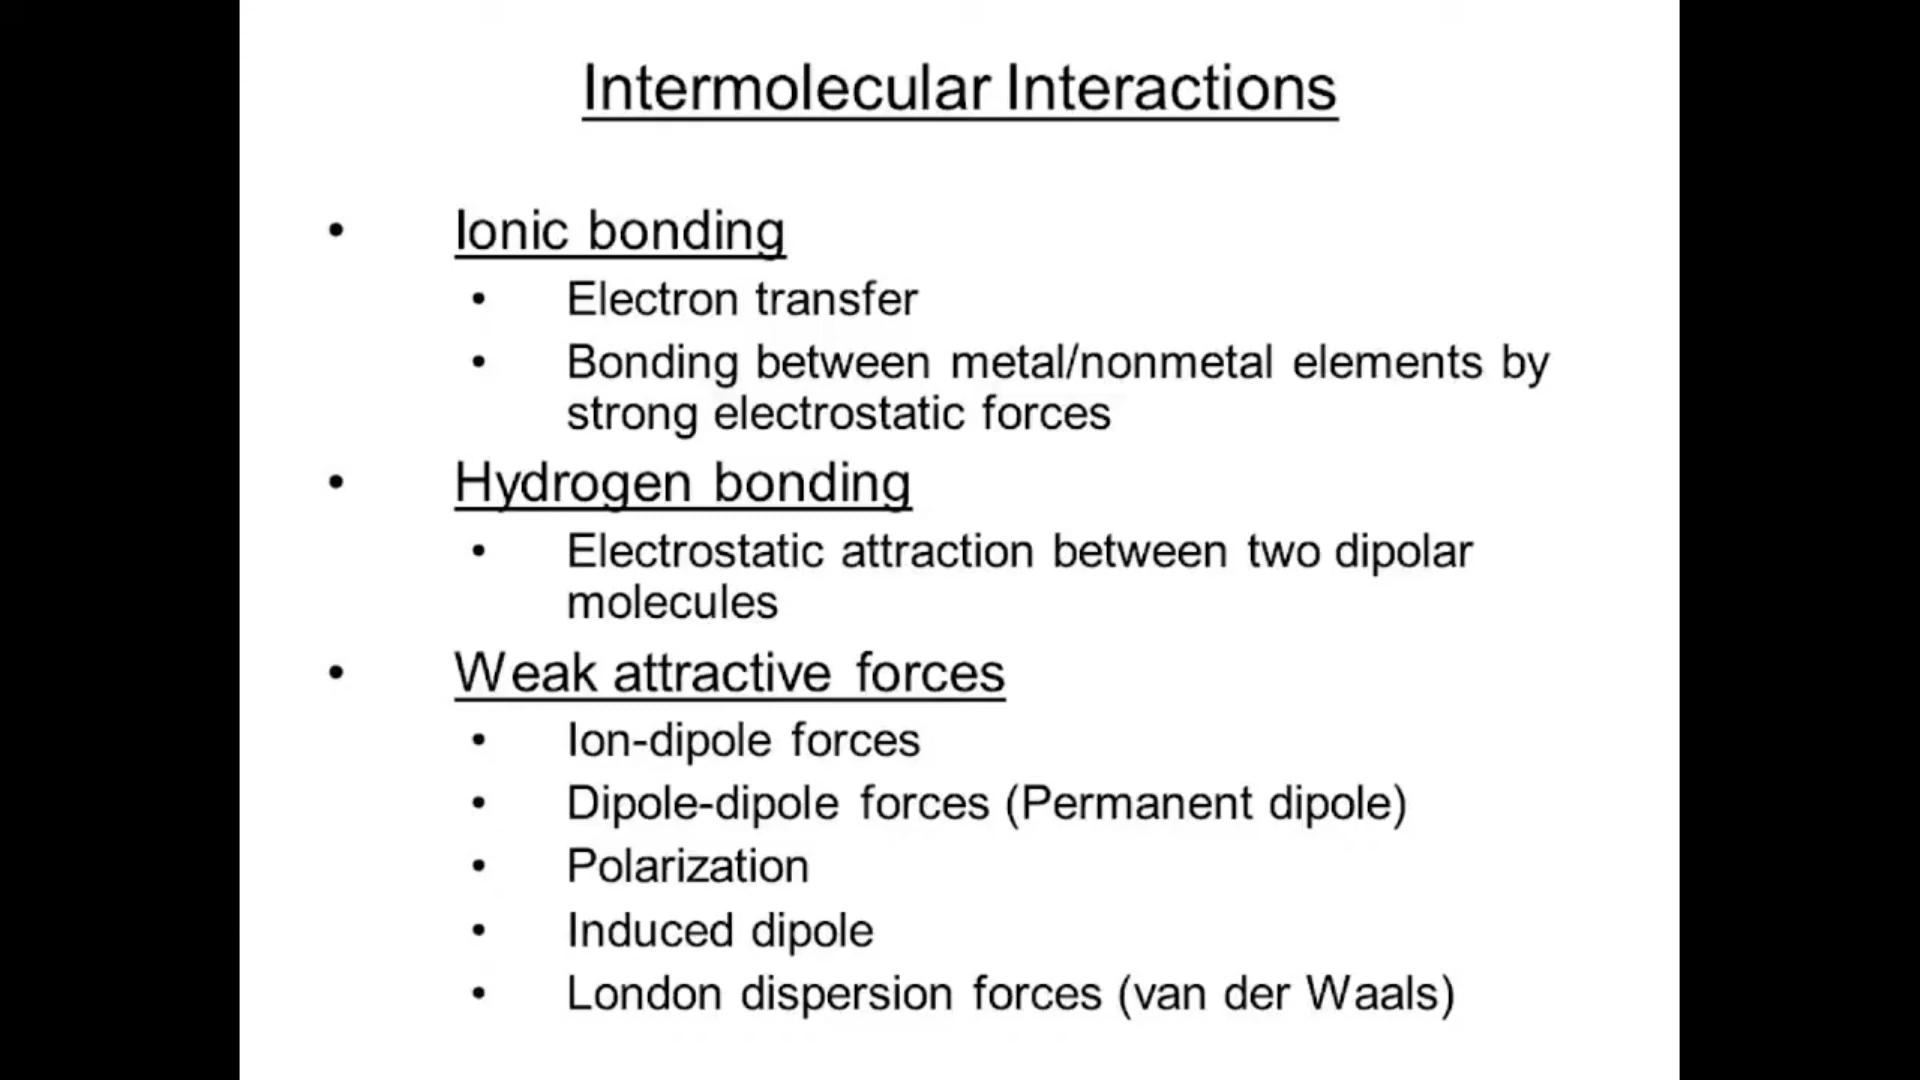 Intermolecular Interactions
• Ionic bonding
• Electron transfer
• Bonding between metal/nonmetal elements by
strong electrostatic forces
• Hydrogen bonding
• Electrostatic attraction between two dipolar
molecules
• Weak attractive forces
• Ion-dipole forces
• Dipole-dipole forces (Permanent dipole)
• Polarization
• Induced dipole
• London dispersion forces (van der Waals)